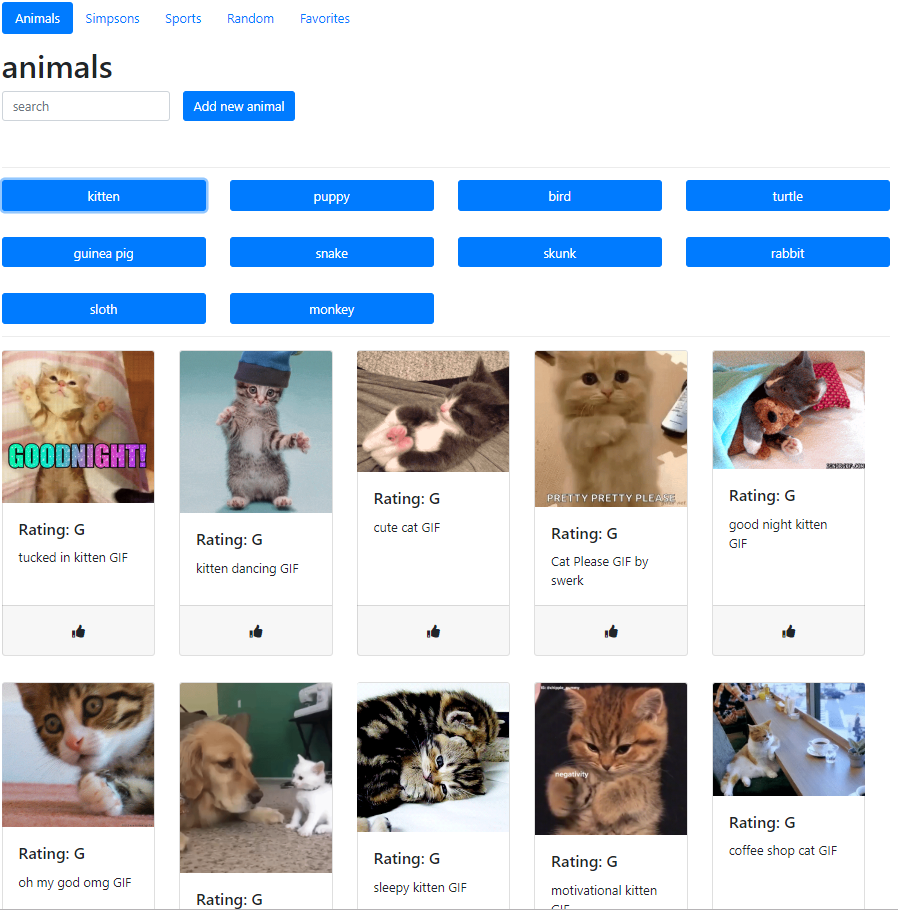 Animals Simpsons Sports Random Favorites
animals
search Add new animal
kitten puppy bird turtle
guinea pig snake skunk rabbit
sloth monkey
GOODNIGHT!
PRETTY PRETTY PLEASE
Rating: G
tucked in kitten GIF
Rating: G
kitten dancing GIF
Rating: G
cute cat GIF
Rating: G
Cat Please GIF by
swerk
Rating: G
good night kitten
GIF
negativity
Rating: G
oh my god omg GIF
Rating: G
Rating: G
sleepy kitten GIF
Rating: G
motivational kitten
GIF
Rating: G
coffee shop cat GIF